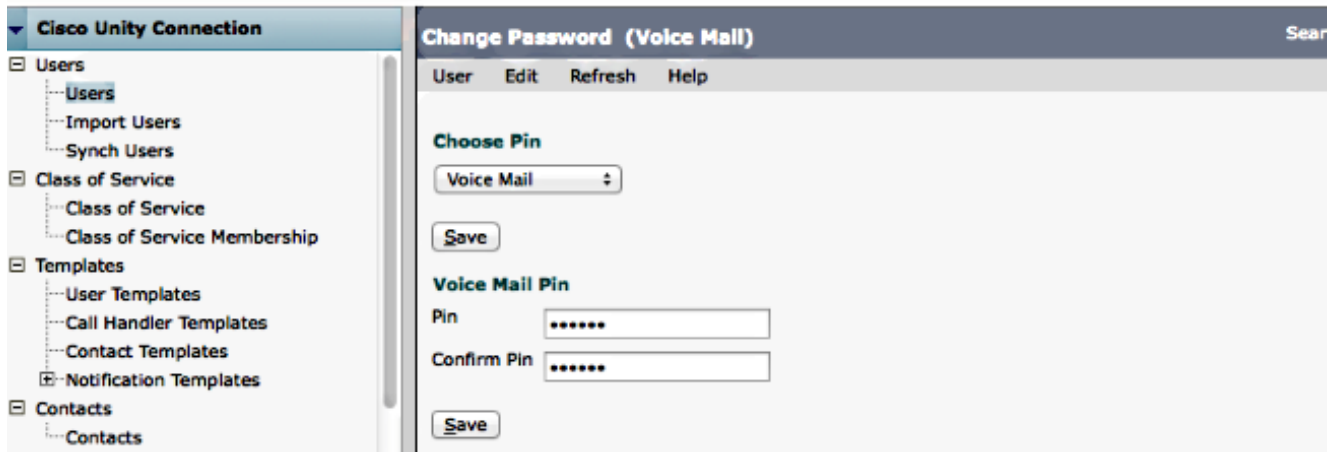 Cisco Unity Connection
Users
Users
Import Users
Synch Users
Class of Service
Class of Service
Class of Service Membership
Templates
User Templates
Call Handler Templates
Contact Templates
Notification Templates
Contacts
Contacts
Change Password (Voice Mail)
Sear
User Edit Refresh Help
Choose Pin
Voice Mail
Save
Voice Mail Pin
Pin ••••••
Confirm Pin ••••••
Save